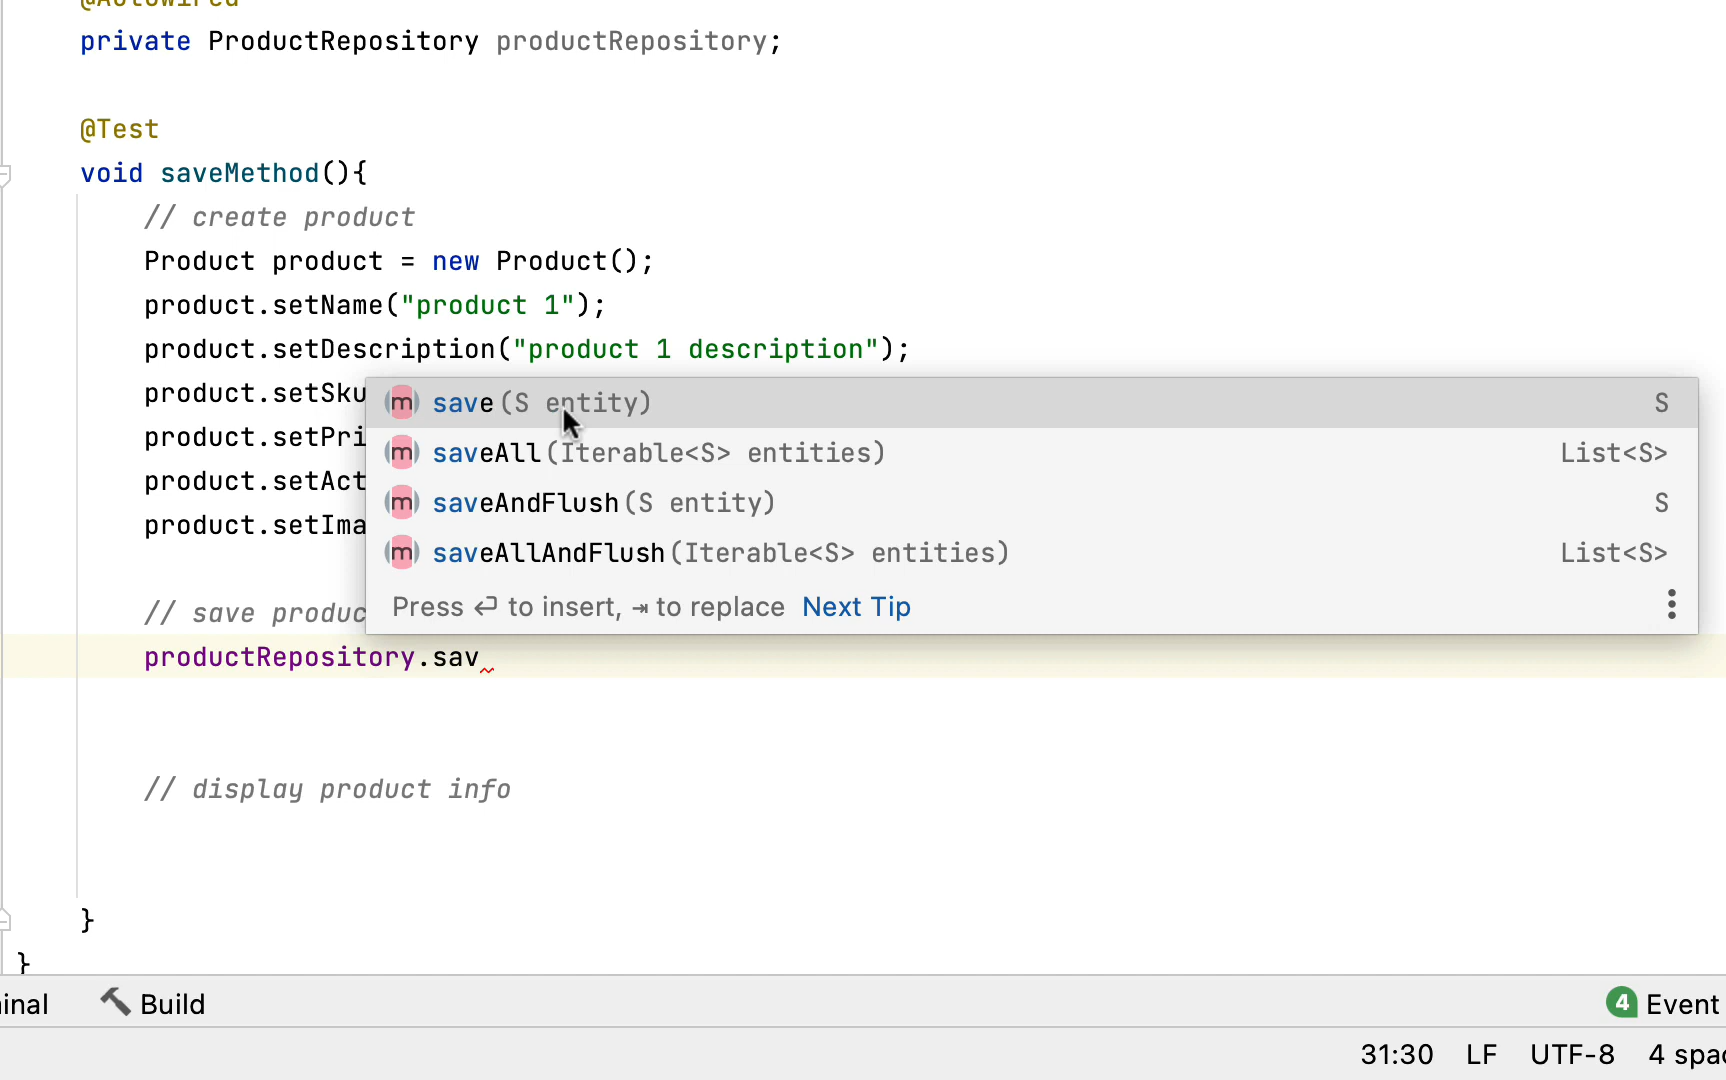 @Autowired
private ProductRepository productRepository;
@Test
void saveMethod(){
// create product
Product product = new Product();
product.setName("product 1");
product.setDescription("product 1 description");
product.setSku
save(S entity) S
product.setPri
saveAll(Iterable<S> entities) List<S>
product.setAct
saveAndFlush(S entity) S
product.setIma
saveAllAndFlush(Iterable<S> entities) List<S>
// save produc
Press ↵ to insert, ⇥ to replace Next Tip
productRepository.sav
// display product info
}
}
inal Build 4 Event
31:30 LF UTF-8 4 spac